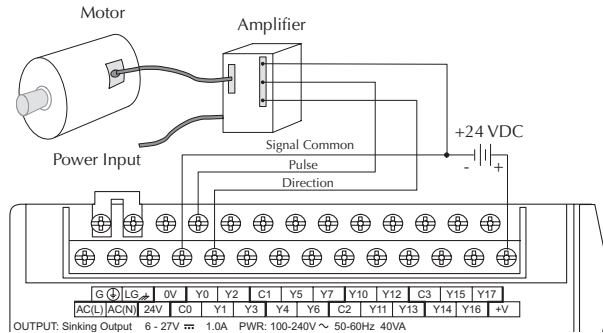 Motor
Amplifier
+24 VDC
Signal Common
Power Input
Pulse
- +
Direction
G LG 0V Y0 Y2 C1 Y5 Y7 Y10 Y12 C3 Y15 Y17
AC(L) AC(N) 24V C0 Y1 Y3 Y4 Y6 C2 Y11 Y13 Y14 Y16 +V
OUTPUT: Sinking Output 6 - 27V ⎓ 1.0A PWR: 100-240V ~ 50-60Hz 40VA